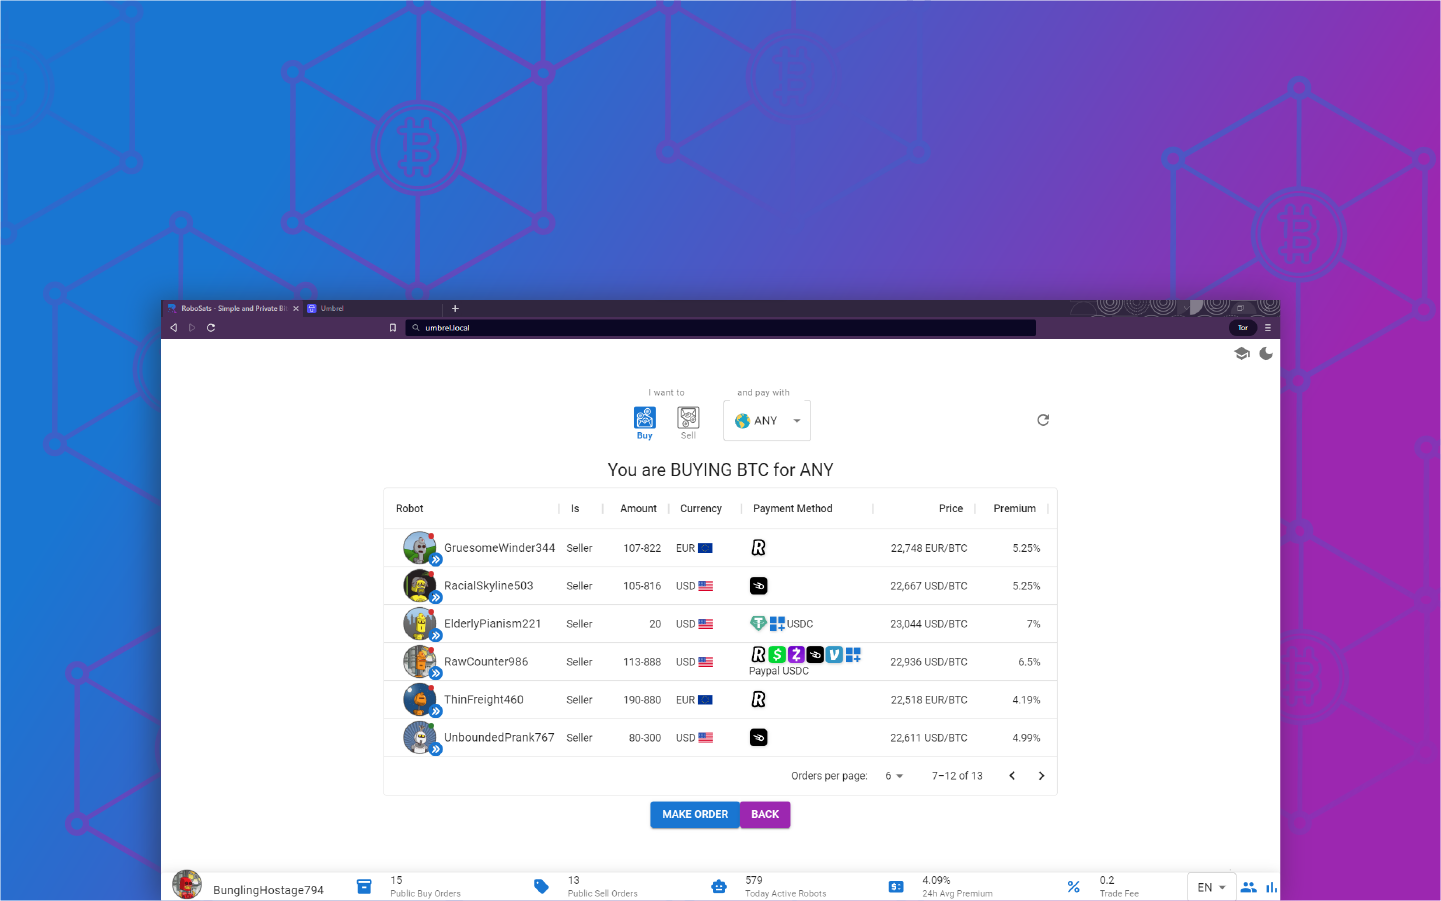 RoboSats - Simple and Private Bit
Umbrel
umbrel.local
Tor
I want to
and pay with
Buy
Sell
ANY
You are BUYING BTC for ANY
Robot Is Amount Currency Payment Method Price Premium
GruesomeWinder344 Seller 107-822 EUR 22,748 EUR/BTC 5.25%
RacialSkyline503 Seller 105-816 USD 22,667 USD/BTC 5.25%
ElderlyPianism221 Seller 20 USD USDC 23,044 USD/BTC 7%
RawCounter986 Seller 113-888 USD Paypal USDC 22,936 USD/BTC 6.5%
ThinFreight460 Seller 190-880 EUR 22,518 EUR/BTC 4.19%
UnboundedPrank767 Seller 80-300 USD 22,611 USD/BTC 4.99%
Orders per page: 6 7–12 of 13
MAKE ORDER BACK
BunglingHostage794
15
Public Buy Orders
13
Public Sell Orders
579
Today Active Robots
4.09%
24h Avg Premium
0.2
Trade Fee
EN